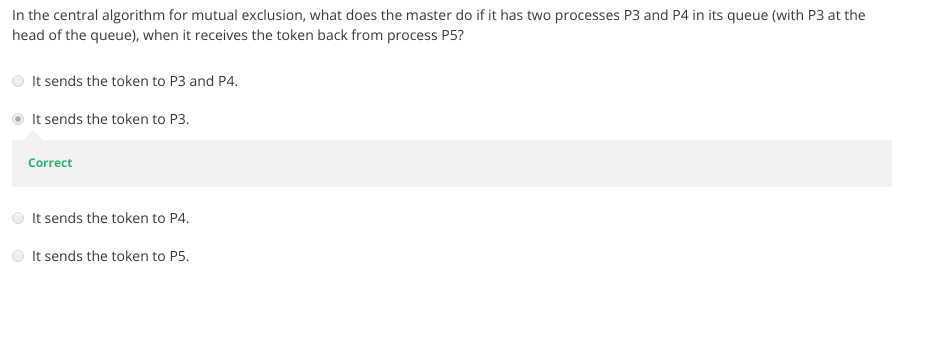 In the central algorithm for mutual exclusion, what does the master do if it has two processes P3 and P4 in its queue (with P3 at the
head of the queue), when it receives the token back from process P5?
It sends the token to P3 and P4.
It sends the token to P3.
Correct
It sends the token to P4.
It sends the token to P5.